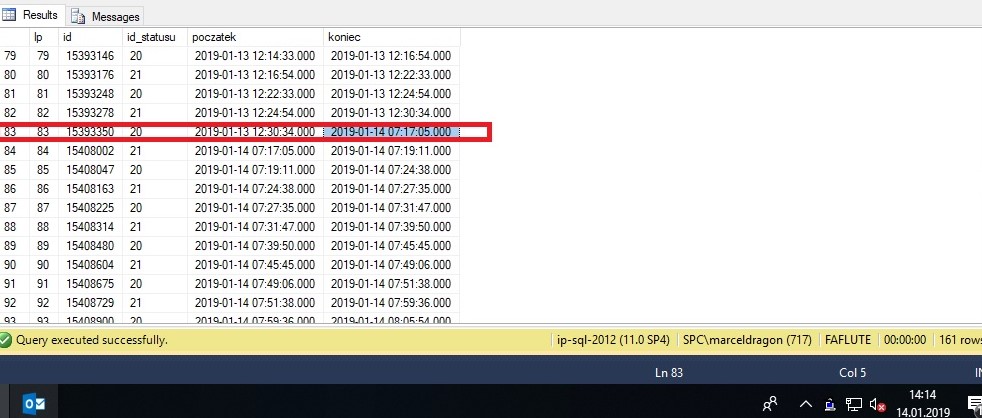 Results Messages
lp id id_statusu poczatek koniec
79 79 15393146 20 2019-01-13 12:14:33.000 2019-01-13 12:16:54.000
80 80 15393176 21 2019-01-13 12:16:54.000 2019-01-13 12:22:33.000
81 81 15393248 20 2019-01-13 12:22:33.000 2019-01-13 12:24:54.000
82 82 15393278 21 2019-01-13 12:24:54.000 2019-01-13 12:30:34.000
83 83 15393350 20 2019-01-13 12:30:34.000 2019-01-14 07:17:05.000
84 84 15408002 21 2019-01-14 07:17:05.000 2019-01-14 07:19:11.000
85 85 15408047 20 2019-01-14 07:19:11.000 2019-01-14 07:24:38.000
86 86 15408163 21 2019-01-14 07:24:38.000 2019-01-14 07:27:35.000
87 87 15408225 20 2019-01-14 07:27:35.000 2019-01-14 07:31:47.000
88 88 15408314 21 2019-01-14 07:31:47.000 2019-01-14 07:39:50.000
89 89 15408480 20 2019-01-14 07:39:50.000 2019-01-14 07:45:45.000
90 90 15408604 21 2019-01-14 07:45:45.000 2019-01-14 07:49:06.000
91 91 15408675 20 2019-01-14 07:49:06.000 2019-01-14 07:51:38.000
92 92 15408729 21 2019-01-14 07:51:38.000 2019-01-14 07:59:36.000
93 93 15408900 20 2019-01-14 07:59:36.000 2019-01-14 08:05:54.000
Query executed successfully. ip-sql-2012 (11.0 SP4) SPC\marceldragon (717) FAFLUTE 00:00:00 161 rows
Ln 83 Col 5 IN
14:14
14.01.2019